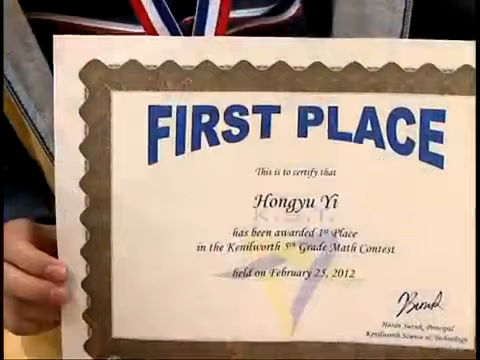 FIRST PLACE
This is to certify that
Hongyu Yi
K.S.T.
has been awarded 1st Place
in the Kenilworth 5th Grade Math Contest
held on February 25, 2012
Principal
Kenilworth Science & Technology